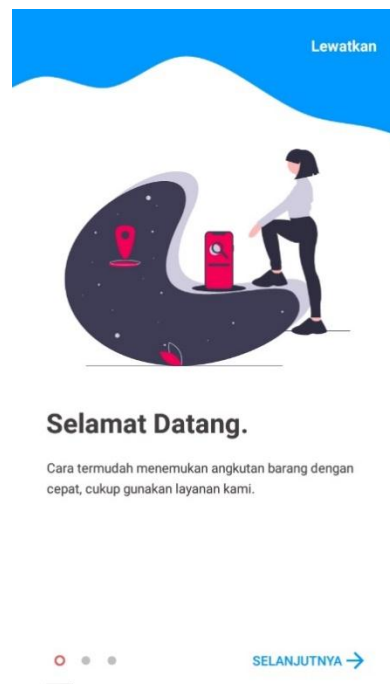 Lewatkan
Selamat Datang.
Cara termudah menemukan angkutan barang dengan
cepat, cukup gunakan layanan kami.
SELANJUTNYA →